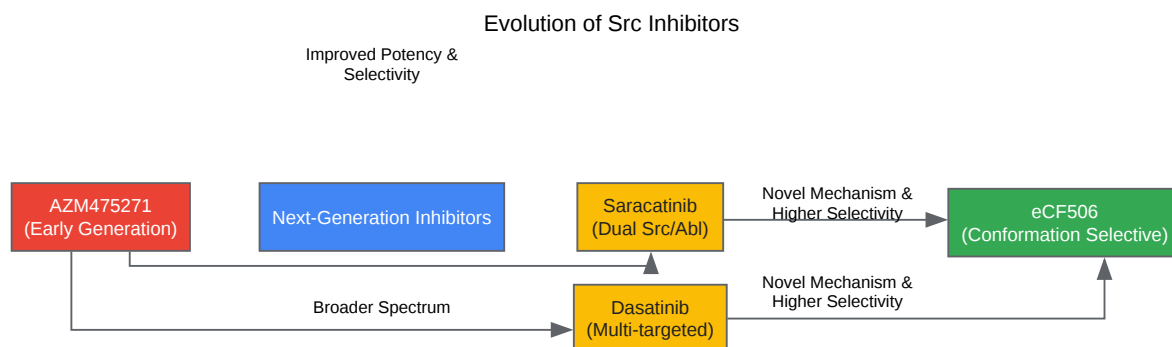 Evolution of Src Inhibitors
Improved Potency &
Selectivity
AZM475271
(Early Generation)
Next-Generation Inhibitors
Saracatinib
(Dual Src/Abl)
Novel Mechanism &
Higher Selectivity
eCF506
(Conformation Selective)
Broader Spectrum
Dasatinib
(Multi-targeted)
Novel Mechanism &
Higher Selectivity